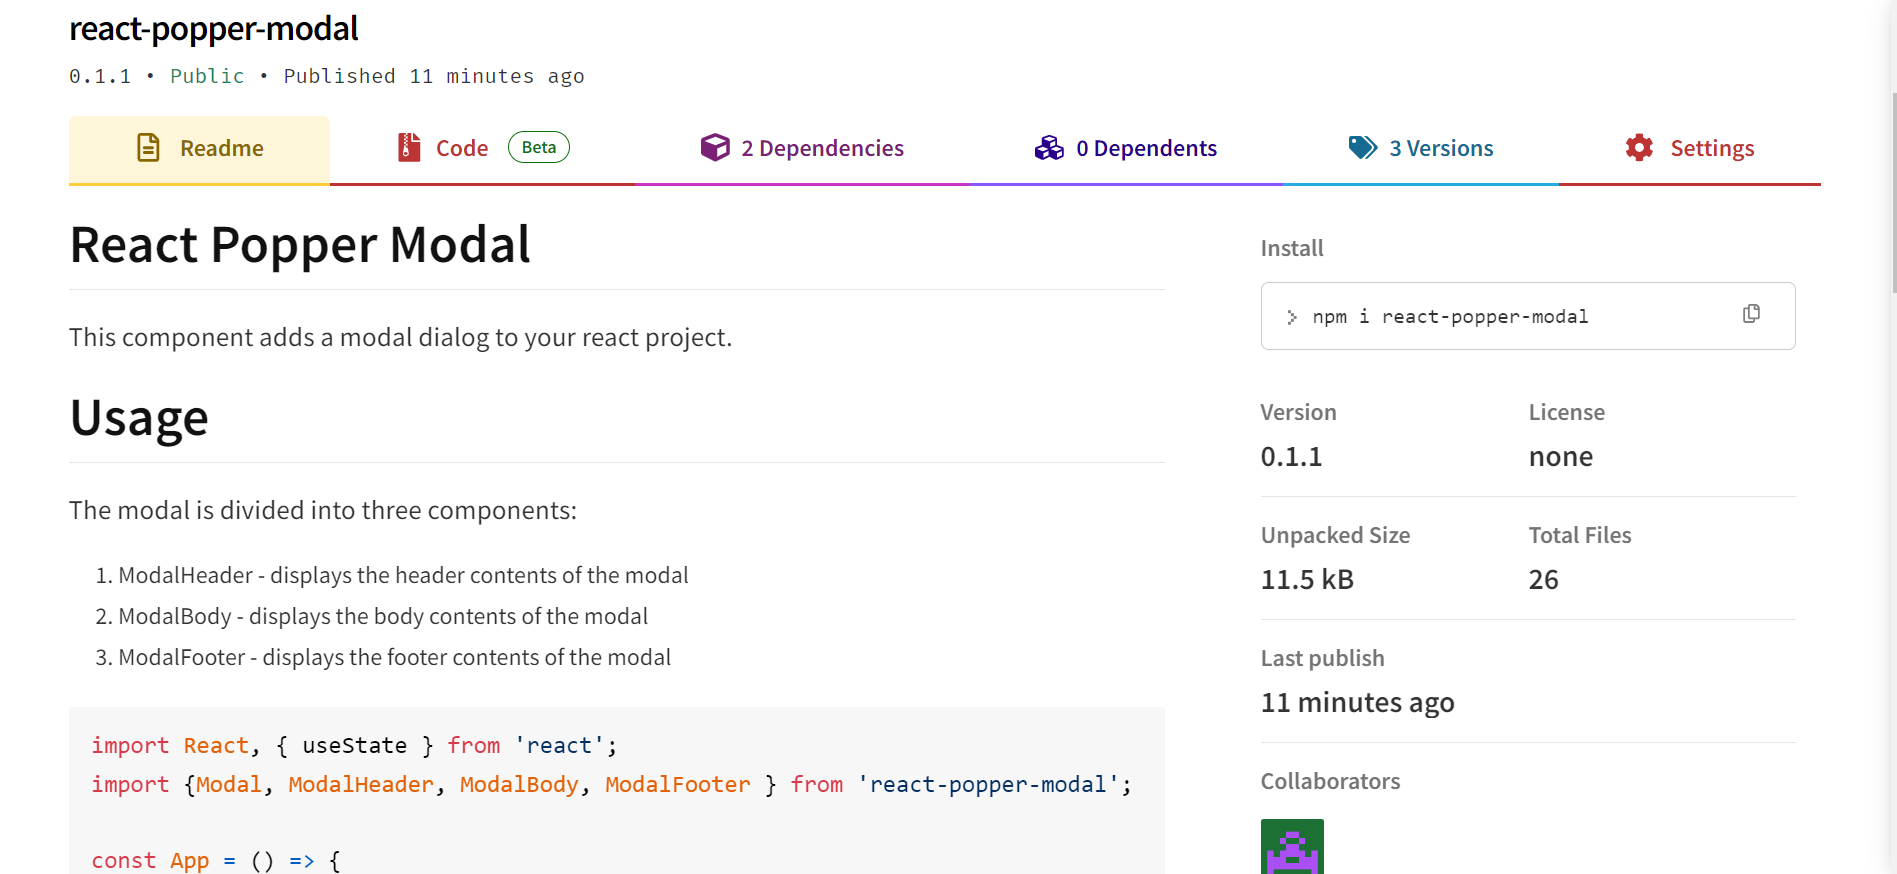 react-popper-modal
0.1.1 • Public • Published 11 minutes ago
Readme
Code Beta
2 Dependencies
0 Dependents
3 Versions
Settings
React Popper Modal
This component adds a modal dialog to your react project.
Usage
The modal is divided into three components:
1. ModalHeader - displays the header contents of the modal
2. ModalBody - displays the body contents of the modal
3. ModalFooter - displays the footer contents of the modal
import React, { useState } from 'react';
import {Modal, ModalHeader, ModalBody, ModalFooter } from 'react-popper-modal';
const App = () => {
Install
> npm i react-popper-modal
Version
0.1.1
License
none
Unpacked Size
11.5 kB
Total Files
26
Last publish
11 minutes ago
Collaborators